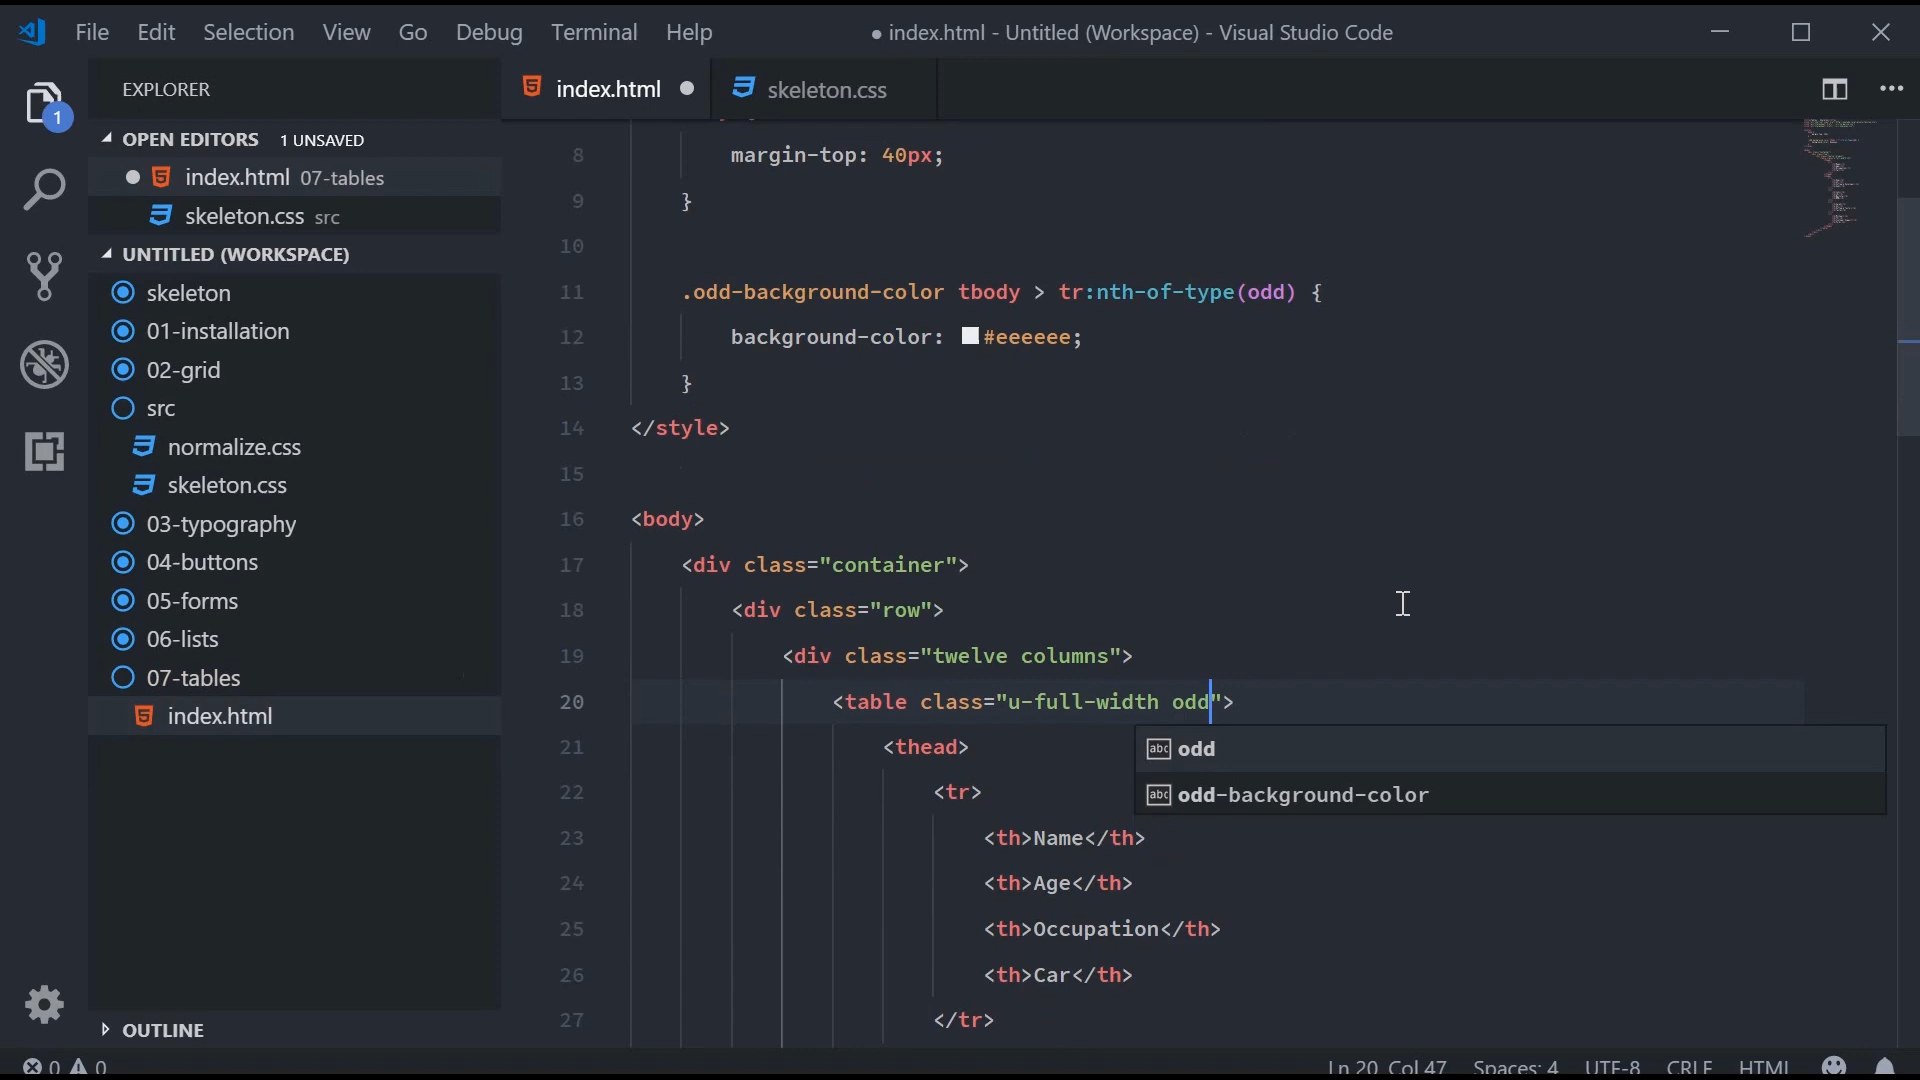 File Edit Selection View Go Debug Terminal Help
● index.html - Untitled (Workspace) - Visual Studio Code
EXPLORER
1
OPEN EDITORS 1 UNSAVED
index.html 07-tables
skeleton.css src
UNTITLED (WORKSPACE)
skeleton
01-installation
02-grid
src
normalize.css
skeleton.css
03-typography
04-buttons
05-forms
06-lists
07-tables
index.html
OUTLINE
index.html
skeleton.css
8 margin-top: 40px;
9 }
10
11 .odd-background-color tbody > tr:nth-of-type(odd) {
12 background-color: #eeeeee;
13 }
14 </style>
15
16 <body>
17 <div class="container">
18 <div class="row">
19 <div class="twelve columns">
20 <table class="u-full-width odd">
21 <thead>
22 <tr>
23 <th>Name</th>
24 <th>Age</th>
25 <th>Occupation</th>
26 <th>Car</th>
27 </tr>
abc odd
abc odd-background-color
0 0
Ln 20, Col 47 Spaces: 4 UTF-8 CRLF HTML